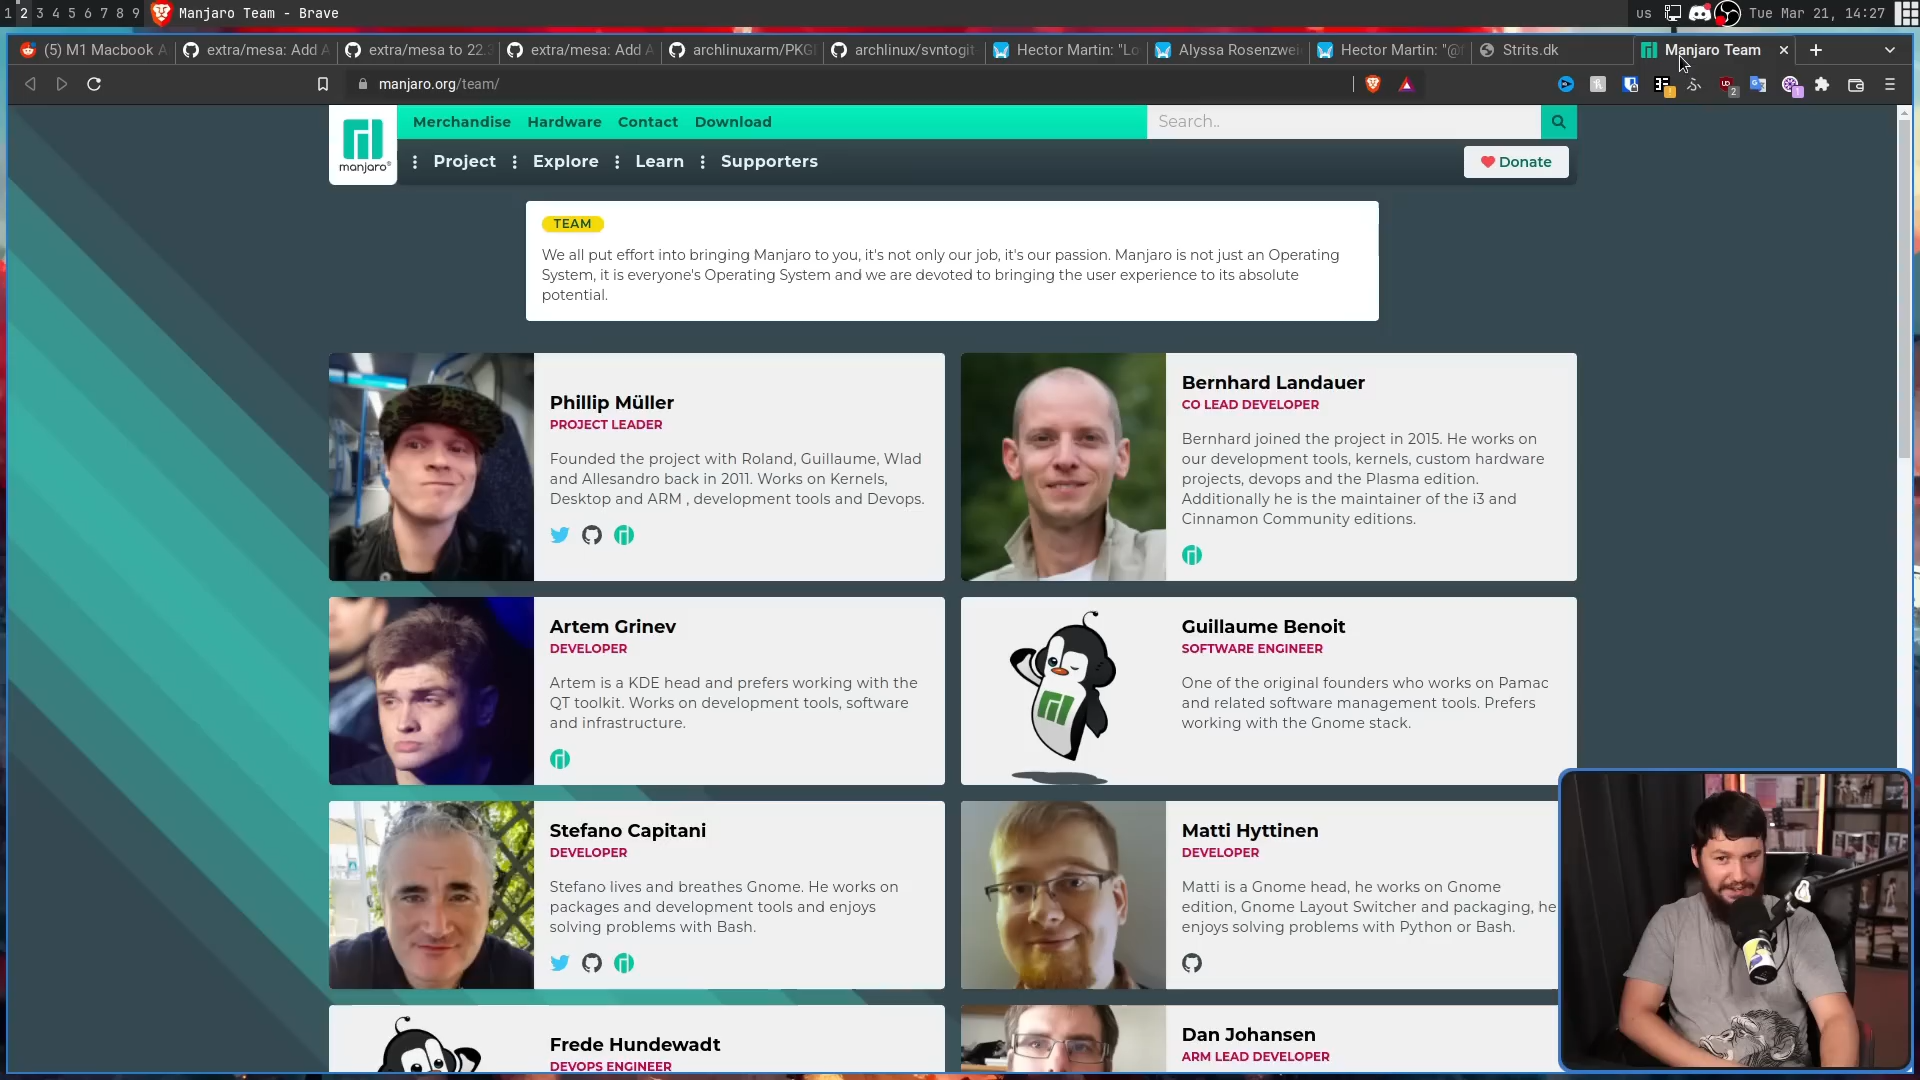 1 2 3 4 5 6 7 8 9 Manjaro Team - Brave us Tue Mar 21, 14:27
(5) M1 Macbook A extra/mesa: Add A extra/mesa to 22.3 extra/mesa: Add A archlinuxarm/PKG archlinux/svntogit Hector Martin: "Lo Alyssa Rosenzwei Hector Martin: "@ Strits.dk Manjaro Team
manjaro.org/team/
Merchandise Hardware Contact Download Search..
manjaro® Project Explore Learn Supporters Donate
TEAM
We all put effort into bringing Manjaro to you, it's not only our job, it's our passion. Manjaro is not just an Operating
System, it is everyone's Operating System and we are devoted to bringing the user experience to its absolute
potential.
Phillip Müller
PROJECT LEADER
Founded the project with Roland, Guillaume, Wlad
and Allesandro back in 2011. Works on Kernels,
Desktop and ARM , development tools and Devops.
Bernhard Landauer
CO LEAD DEVELOPER
Bernhard joined the project in 2015. He works on
our development tools, kernels, custom hardware
projects, devops and the Plasma edition.
Additionally he is the maintainer of the i3 and
Cinnamon Community editions.
Artem Grinev
DEVELOPER
Artem is a KDE head and prefers working with the
QT toolkit. Works on development tools, software
and infrastructure.
Guillaume Benoit
SOFTWARE ENGINEER
One of the original founders who works on Pamac
and related software management tools. Prefers
working with the Gnome stack.
Stefano Capitani
DEVELOPER
Stefano lives and breathes Gnome. He works on
packages and development tools and enjoys
solving problems with Bash.
Matti Hyttinen
DEVELOPER
Matti is a Gnome head, he works on Gnome
edition, Gnome Layout Switcher and packaging, he
enjoys solving problems with Python or Bash.
Frede Hundewadt
DEVOPS ENGINEER
Dan Johansen
ARM LEAD DEVELOPER